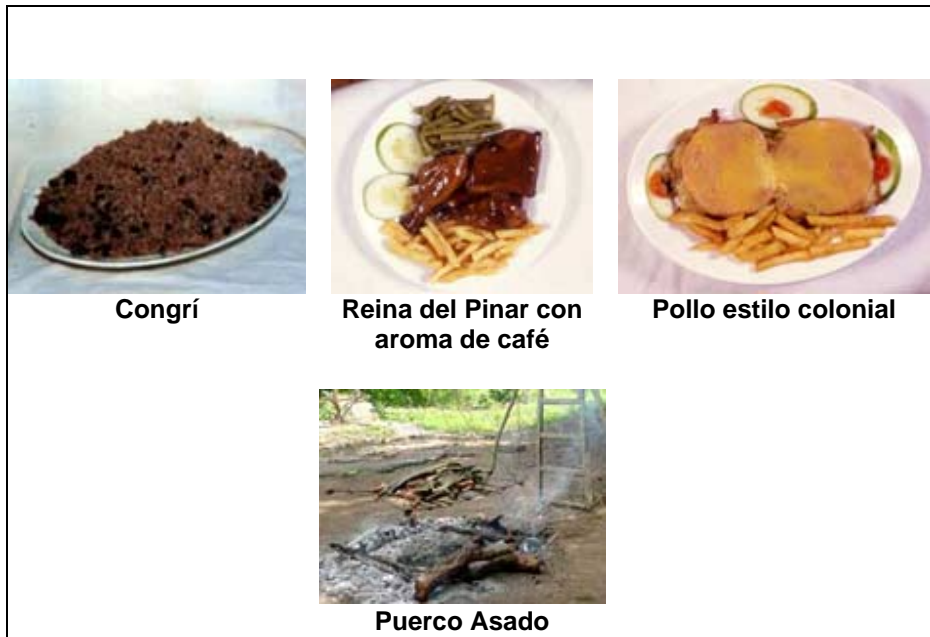 Congrí
Reina del Pinar con
aroma de café
Pollo estilo colonial
Puerco Asado